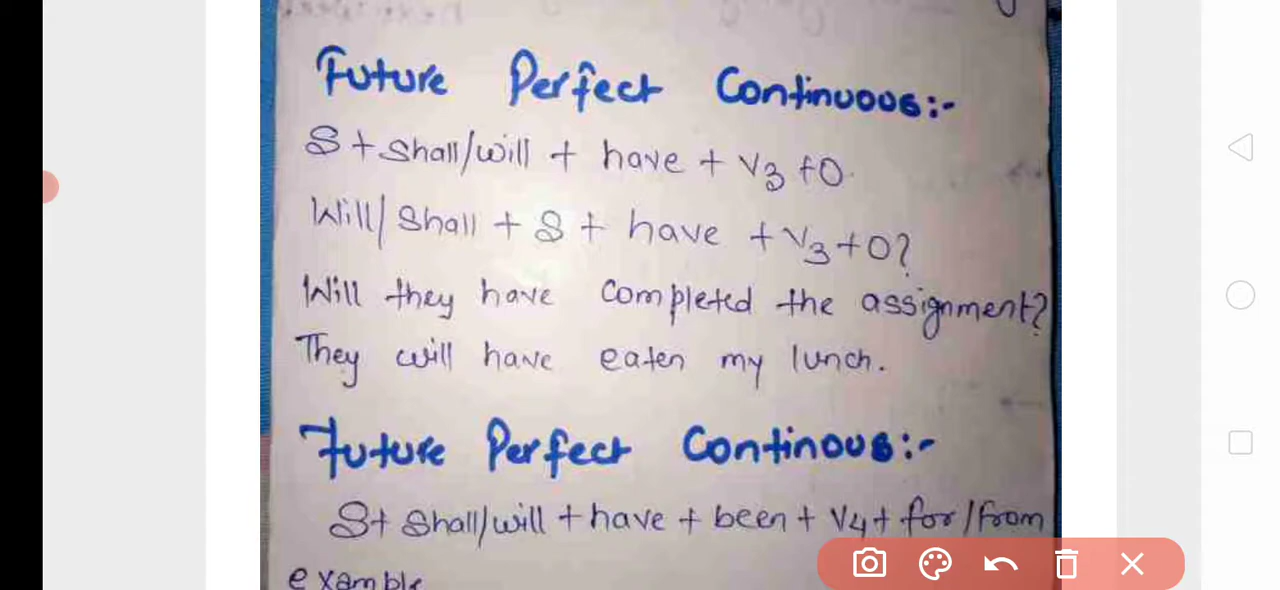 Future Perfect Continuous:-
S + shall/will + have + V3 + O.
Will/shall + S + have + V3 + O?
Will they have completed the assignment?
They will have eaten my lunch.
Future Perfect Continous:-
S + shall/will + have + been + V4 + for/from
example